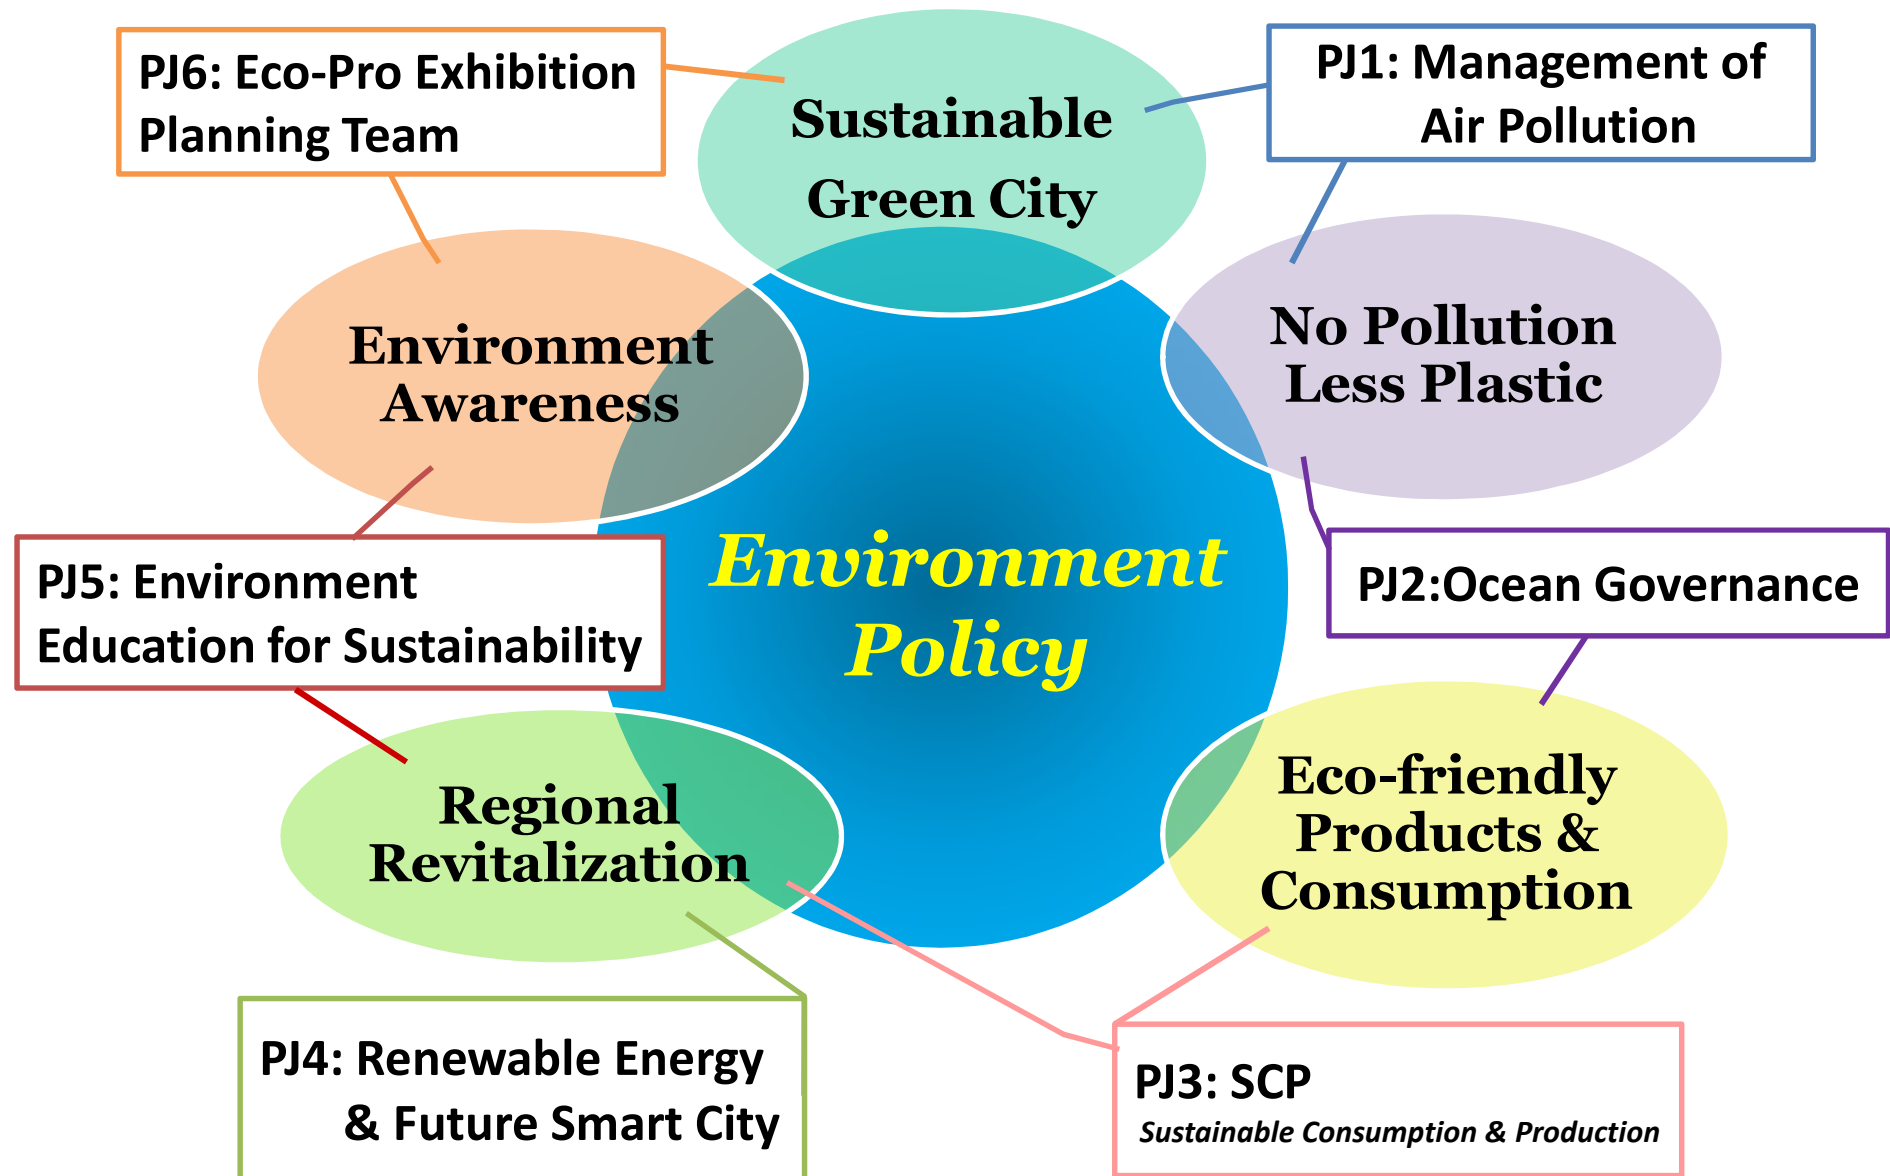 PJ6: Eco-Pro Exhibition
Planning Team
Sustainable
Green City
PJ1: Management of
Air Pollution
Environment
Awareness
No Pollution
Less Plastic
Environment
Policy
PJ5: Environment
Education for Sustainability
PJ2:Ocean Governance
Regional
Revitalization
Eco-friendly
Products &
Consumption
PJ4: Renewable Energy
& Future Smart City
PJ3: SCP
Sustainable Consumption & Production